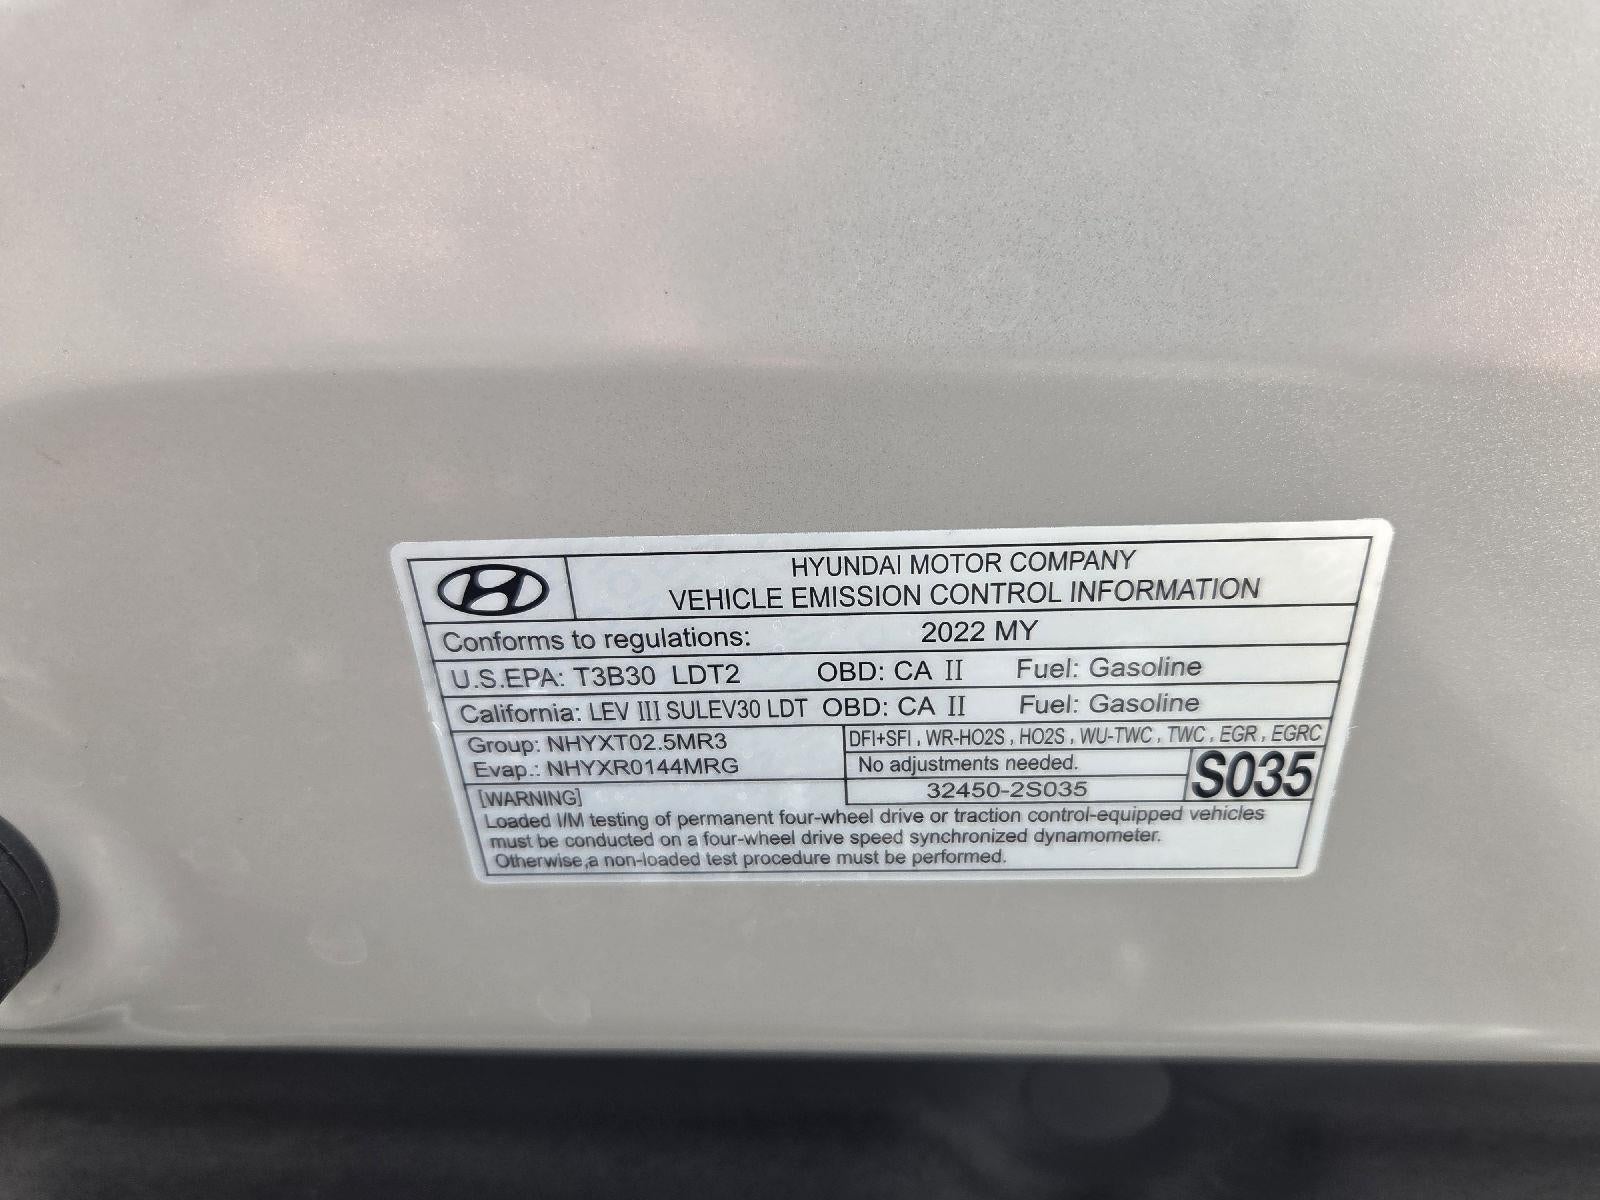 HYUNDAI MOTOR COMPANY
VEHICLE EMISSION CONTROL INFORMATION
Conforms to regulations: 2022 MY
U.S.EPA: T3B30 LDT2 OBD: CA II Fuel: Gasoline
California: LEV III SULEV30 LDT OBD: CA II Fuel: Gasoline
Group: NHYXT02.5MR3
Evap.: NHYXR0144MRG
DFI+SFI , WR-HO2S , HO2S , WU-TWC , TWC , EGR , EGRC
No adjustments needed.
32450-2S035
S035
[WARNING]
Loaded I/M testing of permanent four-wheel drive or traction control-equipped vehicles
must be conducted on a four-wheel drive speed synchronized dynamometer.
Otherwise,a non-loaded test procedure must be performed.